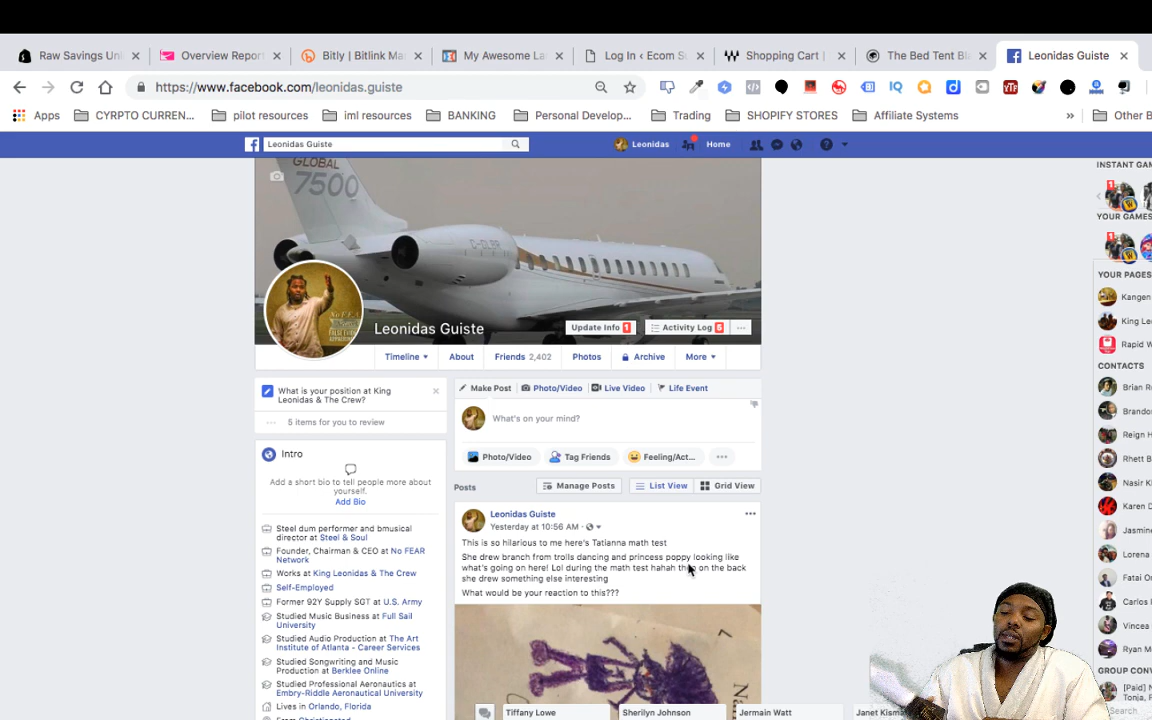 Raw Savings Un
Overview Repor
Bitly | Bitlink Ma
My Awesome La
Log In ‹ Ecom S
Shopping Cart |
The Bed Tent Bl
Leonidas Guiste
https://www.facebook.com/leonidas.guiste
Apps
CYRPTO CURREN...
pilot resources
iml resources
BANKING
Personal Develop...
Trading
SHOPIFY STORES
Affiliate Systems
»
Other B
Leonidas Guiste
Leonidas
Home
GLOBAL
7500
Leonidas Guiste
Update Info 1
Activity Log 5
Timeline
About
Friends 2,402
Photos
Archive
More
What is your position at King
Leonidas & The Crew?
5 items for you to review
Intro
Add a short bio to tell people more about
yourself.
Add Bio
Steel dum performer and bmusical
director at Steel & Soul
Founder, Chairman & CEO at No FEAR
Network
Works at King Leonidas & The Crew
Self-Employed
Former 92Y Supply SGT at U.S. Army
Studied Music Business at Full Sail
University
Studied Audio Production at The Art
Institute of Atlanta - Career Services
Studied Songwriting and Music
Production at Berklee Online
Studied Professional Aeronautics at
Embry-Riddle Aeronautical University
Lives in Orlando, Florida
Make Post
Photo/Video
Live Video
Life Event
What's on your mind?
Photo/Video
Tag Friends
Feeling/Act...
Posts
Manage Posts
List View
Grid View
Leonidas Guiste
Yesterday at 10:56 AM
This is so hilarious to me here's Tatianna math test
She drew branch from trolls dancing and princess poppy looking like
what's going on here! Lol during the math test hahah on the back
she drew something else interesting
What would be your reaction to this???
Tiffany Lowe
Sherilyn Johnson
Jermain Watt
Janet Kisma
INSTANT GAM
YOUR GAMES
YOUR PAGES
Kangen
King Le
Rapid W
CONTACTS
Brian R
Brando
Reign H
Rhett B
Nasir K
Karen D
Jasmine
Lorena
Fatai O
Carlos
Vincea
Ryan M
GROUP CONV
[Paid] N
Tonja, F
Search